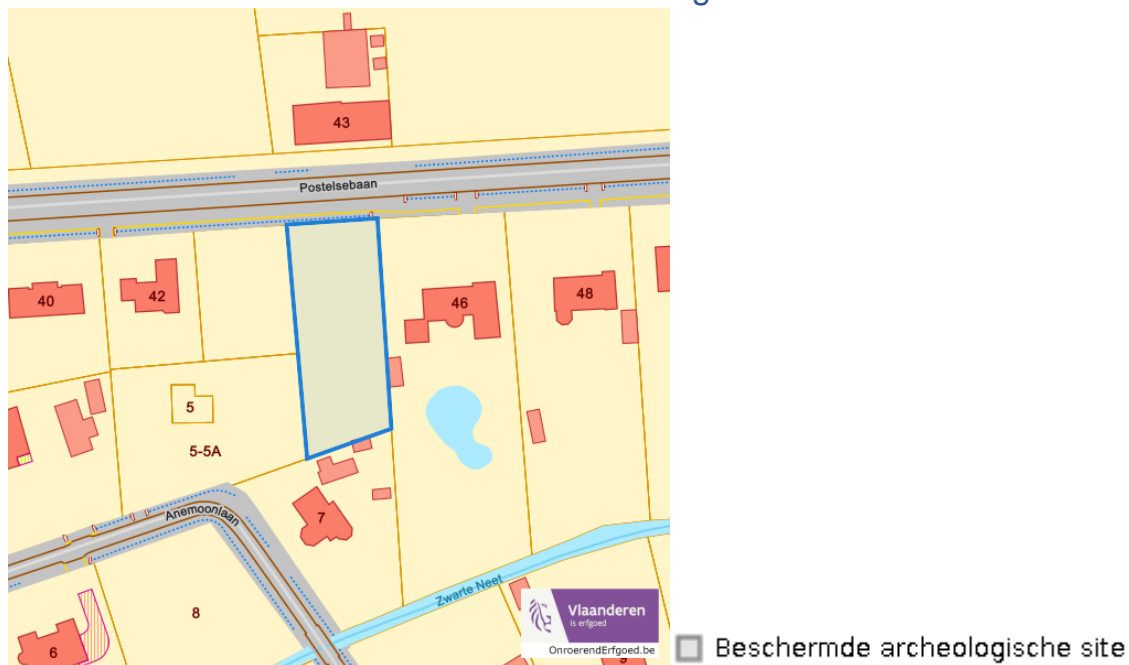 43
Postelsebaan
40
42
46
48
5
5-5A
Anemoonlaan
7
Zwarte Neet
8
6
Vlaanderen
is erfgoed
OnroerendErfgoed.be
Beschermde archeologische site